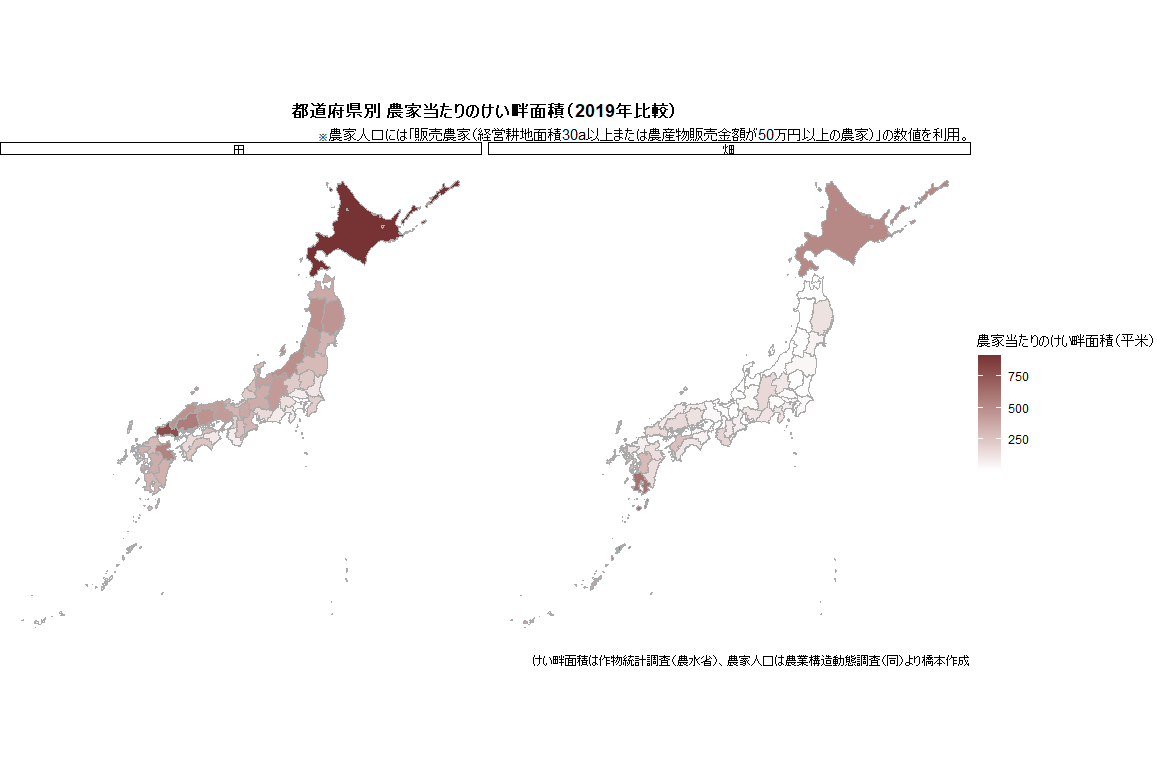 都道府県別 農家当たりのけい畔面積（2019年比較）
※農家人口には「販売農家（経営耕地面積30a以上または農産物販売金額が50万円以上の農家）」の数値を利用。
田
畑
農家当たりのけい畔面積（平米）
750
500
250
けい畔面積は作物統計調査（農水省）、農家人口は農業構造動態調査（同）より橋本作成